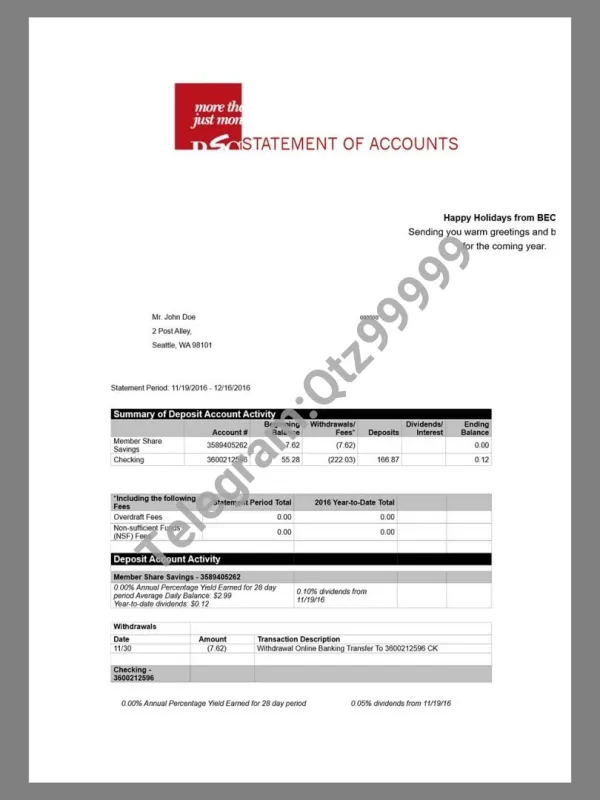 more tha
just mon
STATEMENT OF ACCOUNTS
Happy Holidays from BEC
Sending you warm greetings and b
for the coming year.
Mr. John Doe
2 Post Alley,
Seattle, WA 98101
Statement Period: 11/19/2016 - 12/16/2016
Summary of Deposit Account Activity
Account # Beginning Balance Withdrawals/ Fees* Deposits Dividends/ Interest Ending Balance
Member Share Savings 3589405262 7.62 (7.62) 0.00
Checking 3600212596 55.28 (222.03) 166.87 0.12
*Including the following Fees Statement Period Total 2016 Year-to-Date Total
Overdraft Fees 0.00 0.00
Non-sufficient Funds (NSF) Fees 0.00 0.00
Deposit Account Activity
Member Share Savings - 3589405262
0.00% Annual Percentage Yield Earned for 28 day
period Average Daily Balance: $2.99
Year-to-date dividends: $0.12
0.10% dividends from
11/19/16
Withdrawals
Date Amount Transaction Description
11/30 (7.62) Withdrawal Online Banking Transfer To 3600212596 CK
Checking -
3600212596
0.00% Annual Percentage Yield Earned for 28 day period 0.05% dividends from 11/19/16
Telegram:Qtz99999